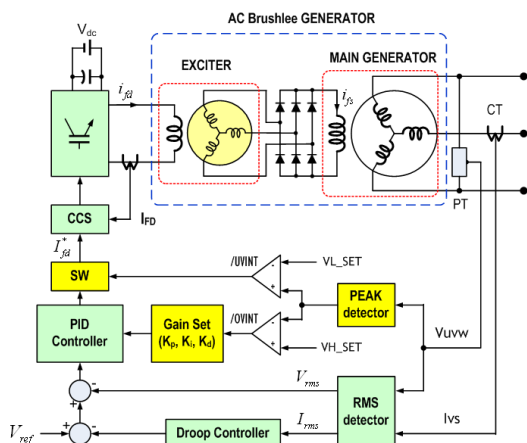 AC Brushlee GENERATOR
Vdc
EXCITER
MAIN GENERATOR
ifd
ifs
CT
PT
CCS
IFD
I*fd
SW
/UVINT
VL_SET
-
+
PID
Controller
Gain Set
(Kp, Ki, Kd)
/OVINT
-
+
VH_SET
PEAK
detector
Vuvw
Vrms
-
+
RMS
detector
Irms
Ivs
Vref
+
-
Droop Controller